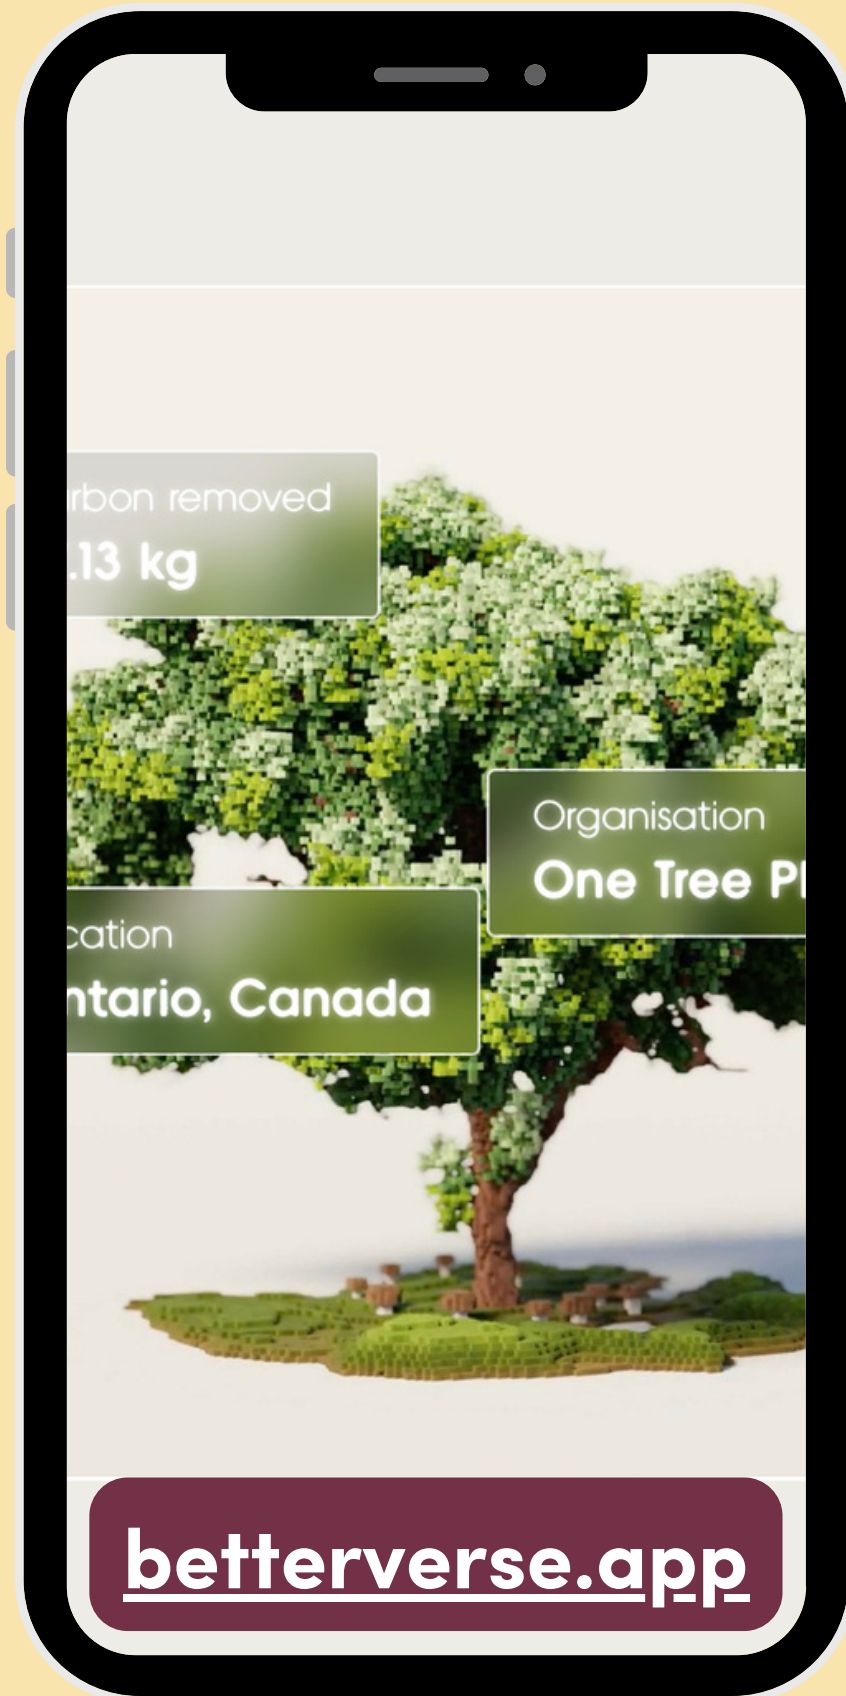 rbon removed
.13 kg
Organisation
One Tree Pl
cation
ntario, Canada
betterverse.app